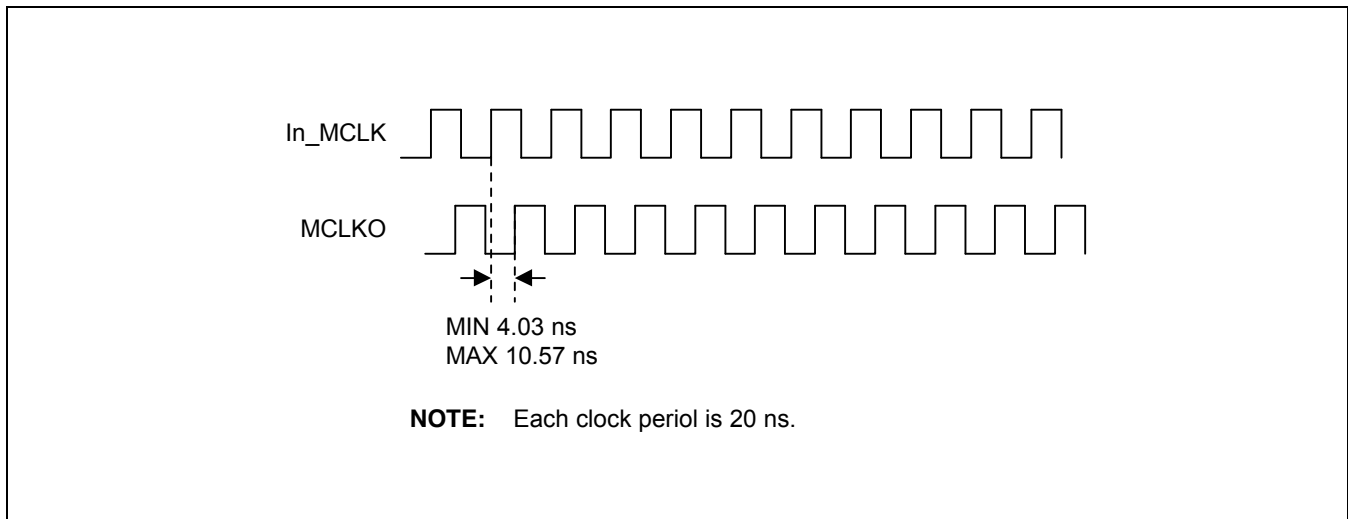 In_MCLK
MCLKO
MIN 4.03 ns
MAX 10.57 ns
NOTE: Each clock periol is 20 ns.